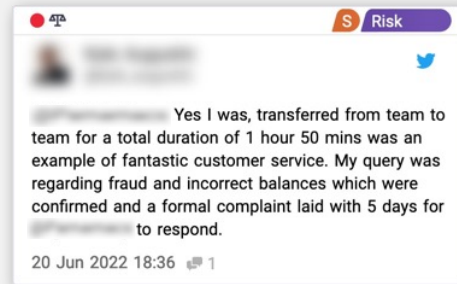 S Risk
Yes I was, transferred from team to
team for a total duration of 1 hour 50 mins was an
example of fantastic customer service. My query was
regarding fraud and incorrect balances which were
confirmed and a formal complaint laid with 5 days for
to respond.
20 Jun 2022 18:36 1